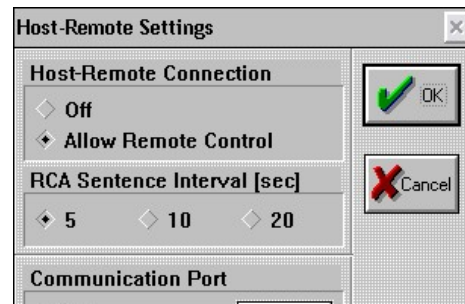 Host-Remote Settings
Host-Remote Connection
Off
Allow Remote Control
OK
Cancel
RCA Sentence Interval [sec]
5 10 20
Communication Port